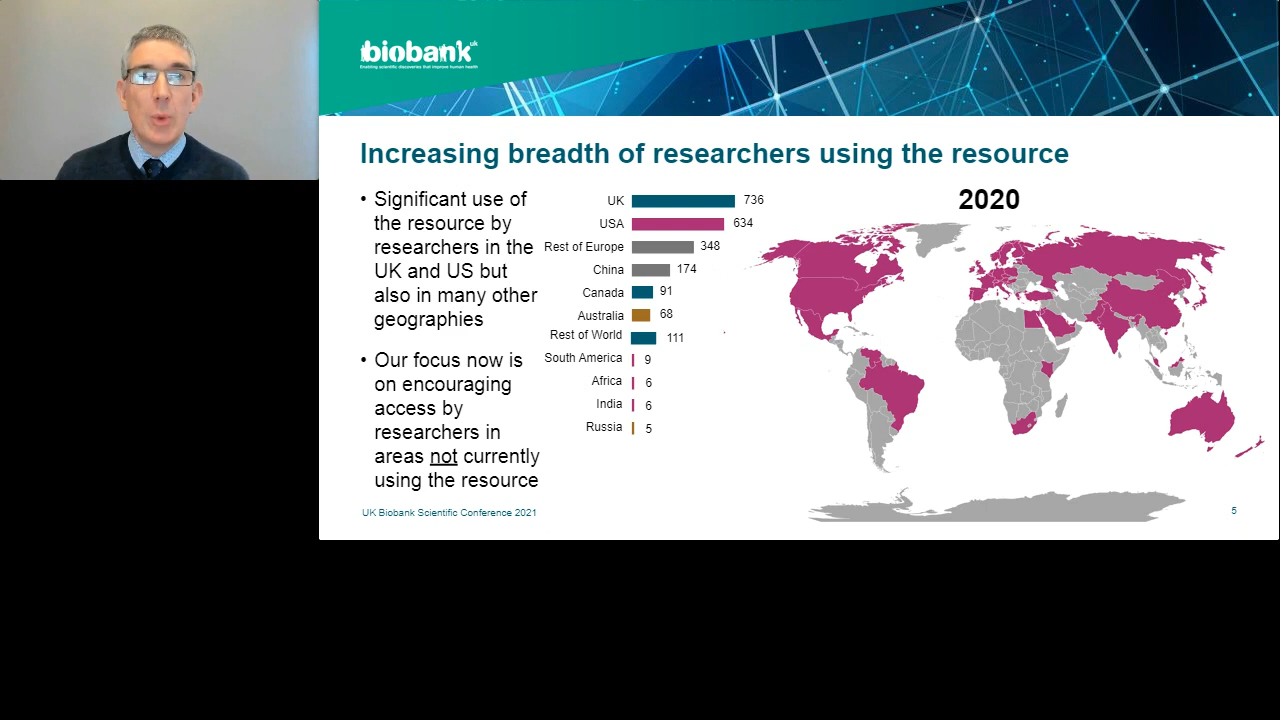 biobank uk
Enabling scientific discoveries that improve human health
Increasing breadth of researchers using the resource
• Significant use of
the resource by
researchers in the
UK and US but
also in many other
geographies
• Our focus now is
on encouraging
access by
researchers in
areas not currently
using the resource
UK 736
USA 634
Rest of Europe 348
China 174
Canada 91
Australia 68
Rest of World 111
South America 9
Africa 6
India 6
Russia 5
2020
UK Biobank Scientific Conference 2021
5